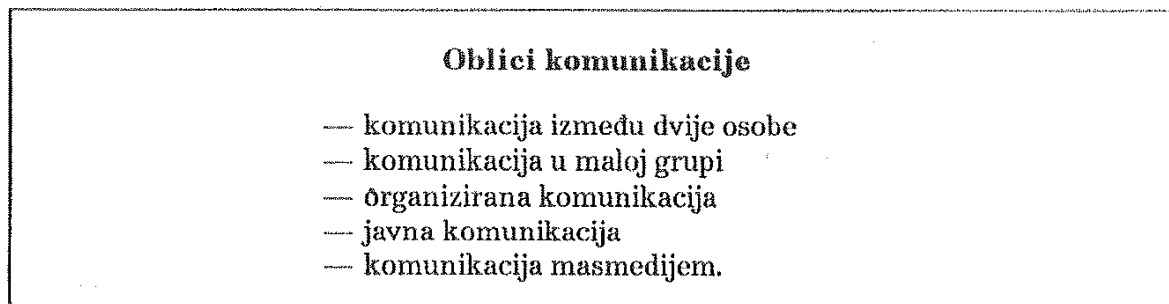 Oblici komunikacije
— komunikacija između dvije osobe
— komunikacija u maloj grupi
— organizirana komunikacija
— javna komunikacija
— komunikacija masmedijem.